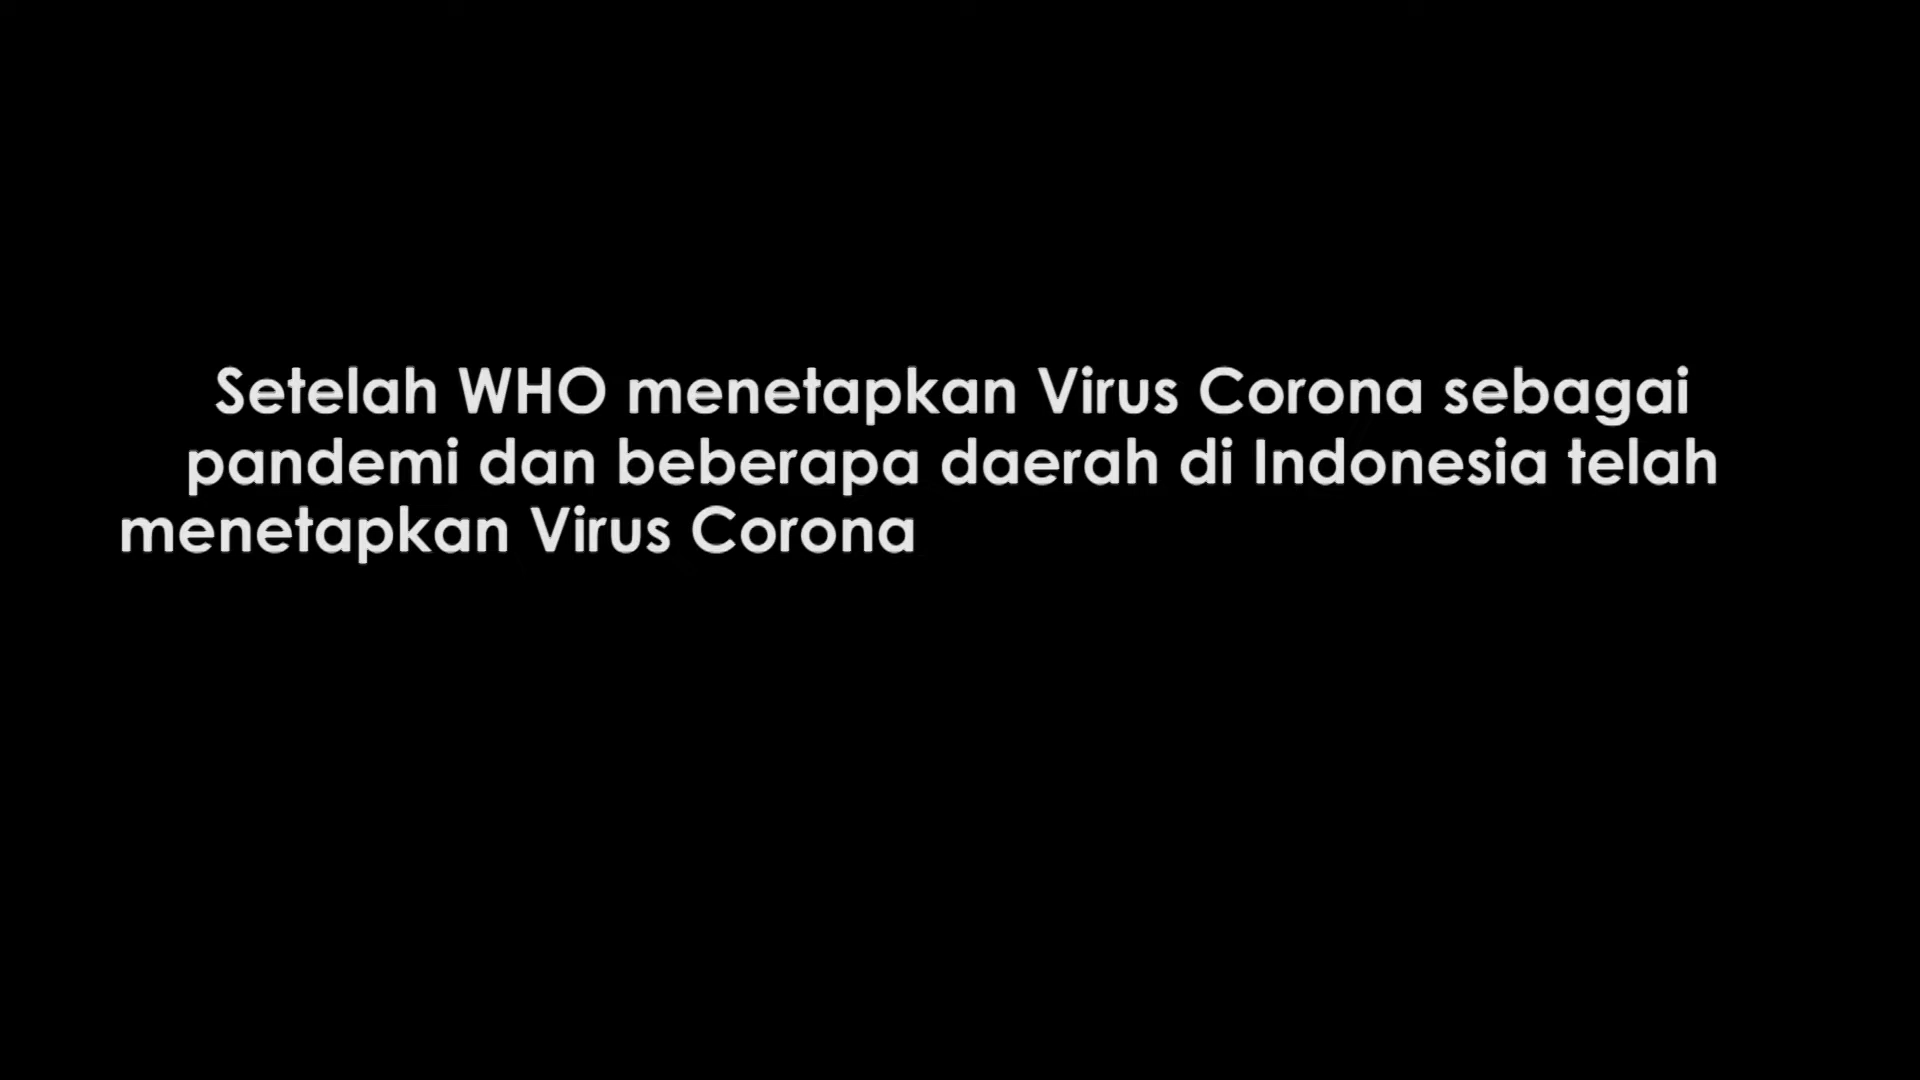 Setelah WHO menetapkan Virus Corona sebagai
pandemi dan beberapa daerah di Indonesia telah
menetapkan Virus Corona